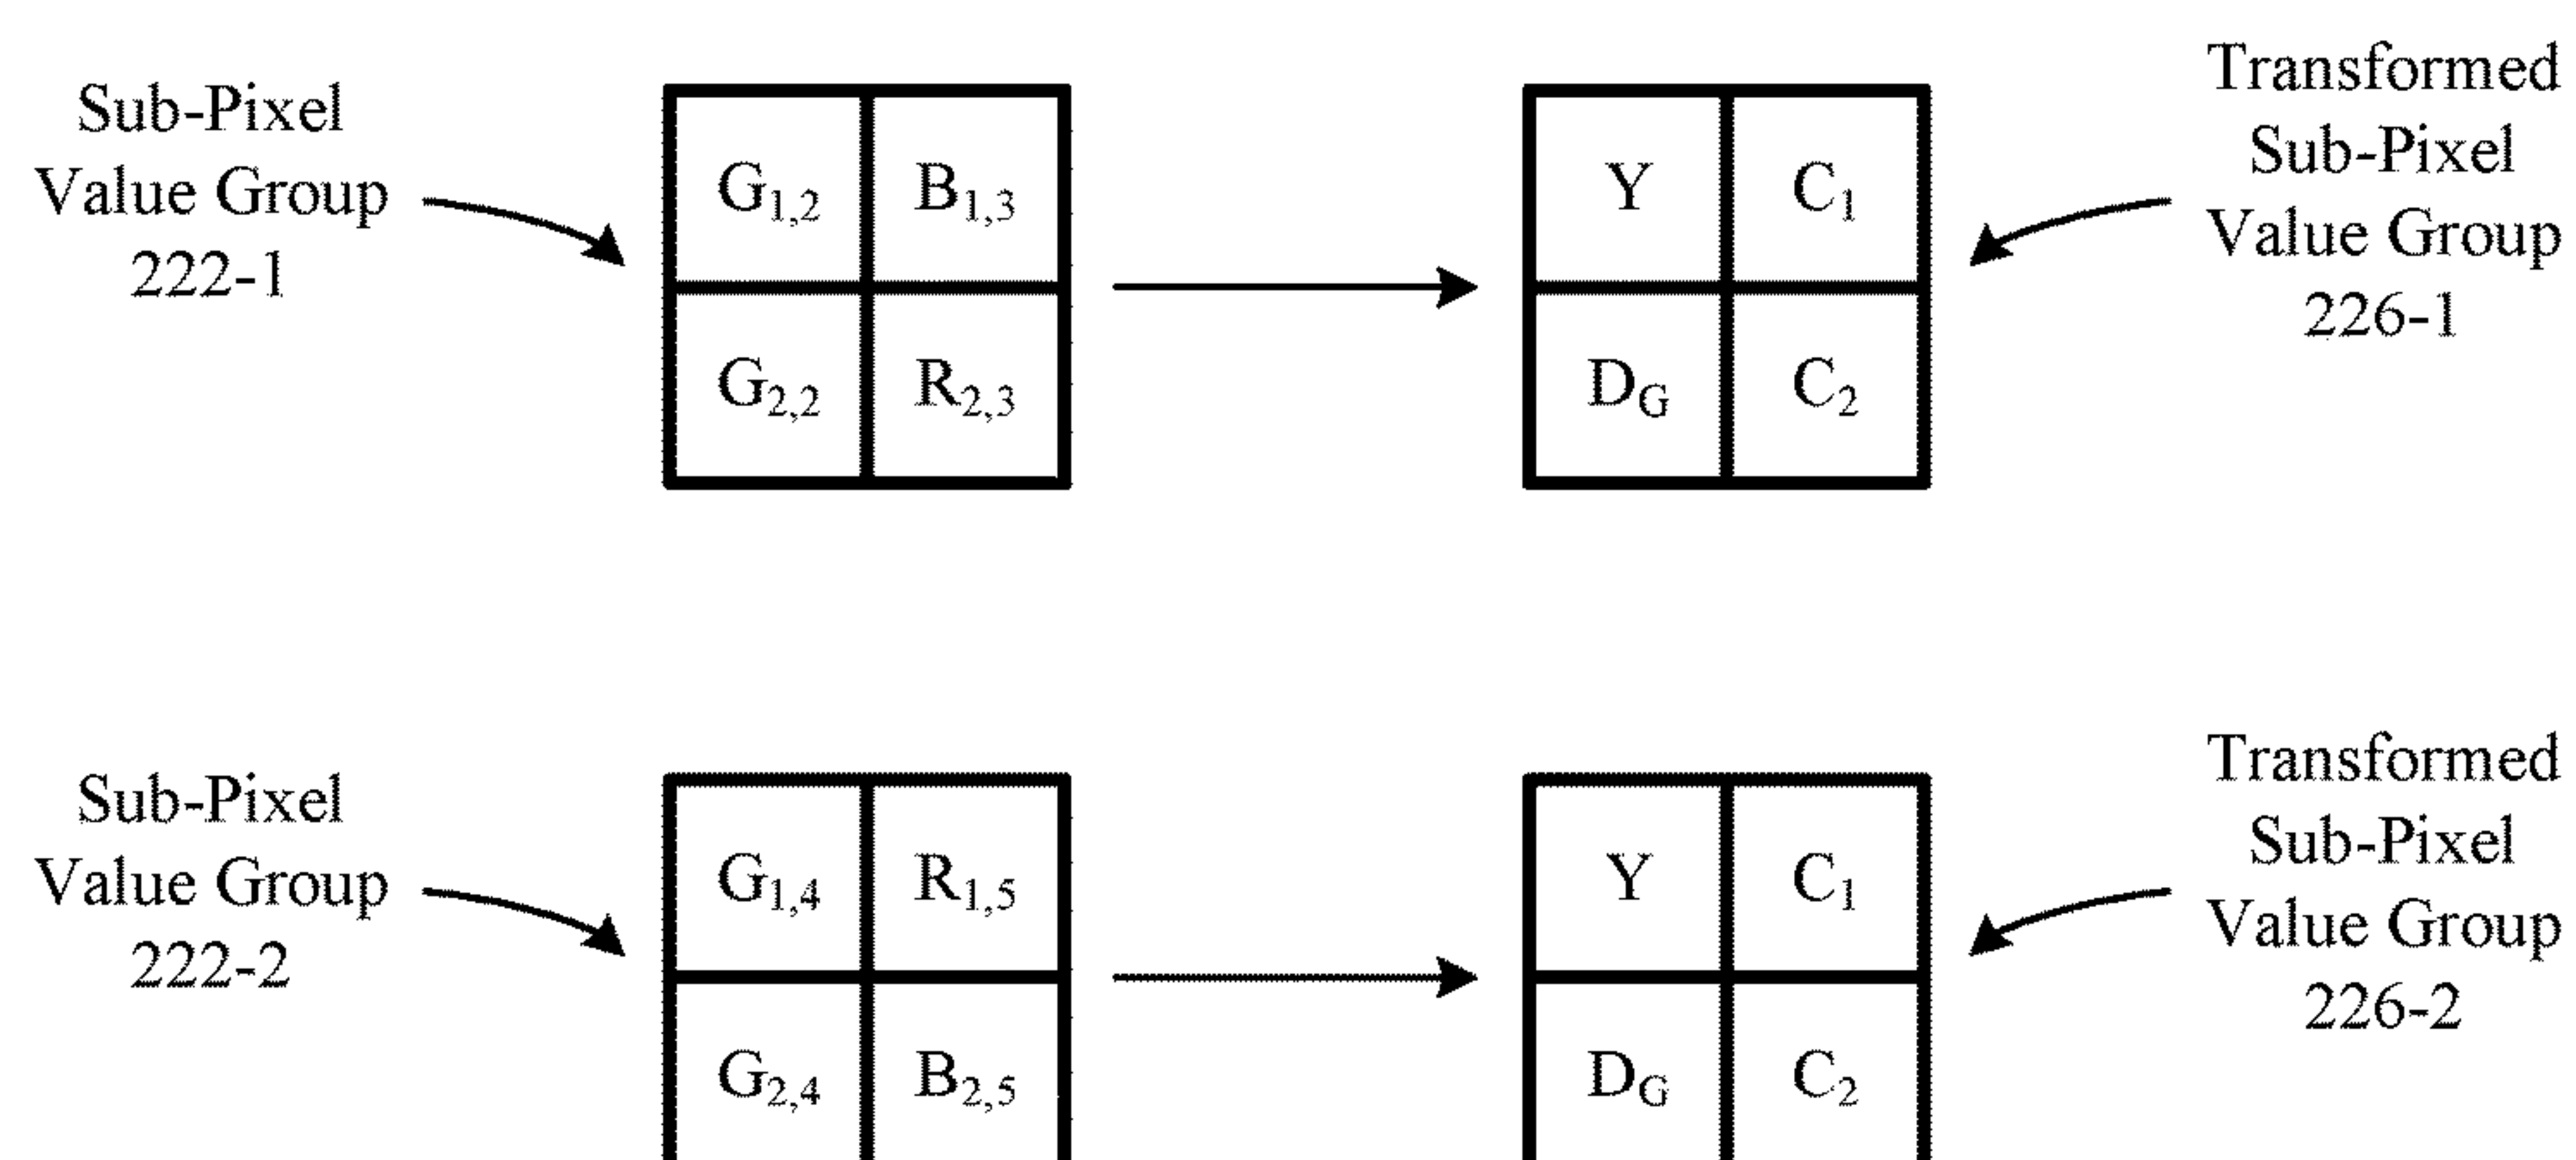 Sub-Pixel
Value Group
222-1
G1,2 B1,3
G2,2 R2,3
Y C1
DG C2
Transformed
Sub-Pixel
Value Group
226-1
Sub-Pixel
Value Group
222-2
G1,4 R1,5
G2,4 B2,5
Y C1
DG C2
Transformed
Sub-Pixel
Value Group
226-2